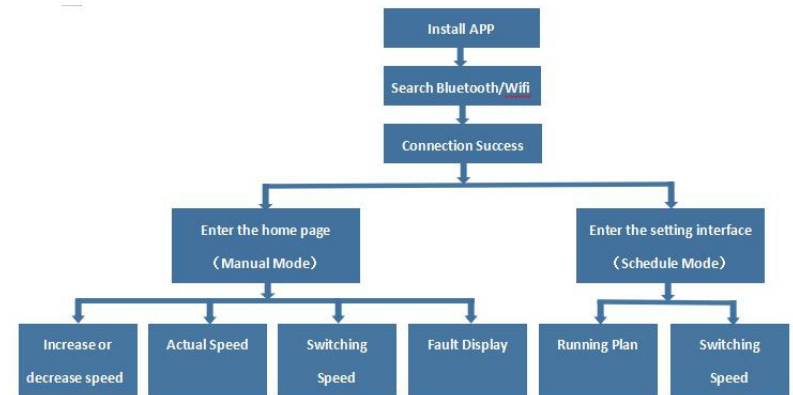 Install APP
Search Bluetooth/Wifi
Connection Success
Enter the home page
（Manual Mode）
Enter the setting interface
（Schedule Mode）
Increase or
decrease speed
Actual Speed
Switching
Speed
Fault Display
Running Plan
Switching
Speed